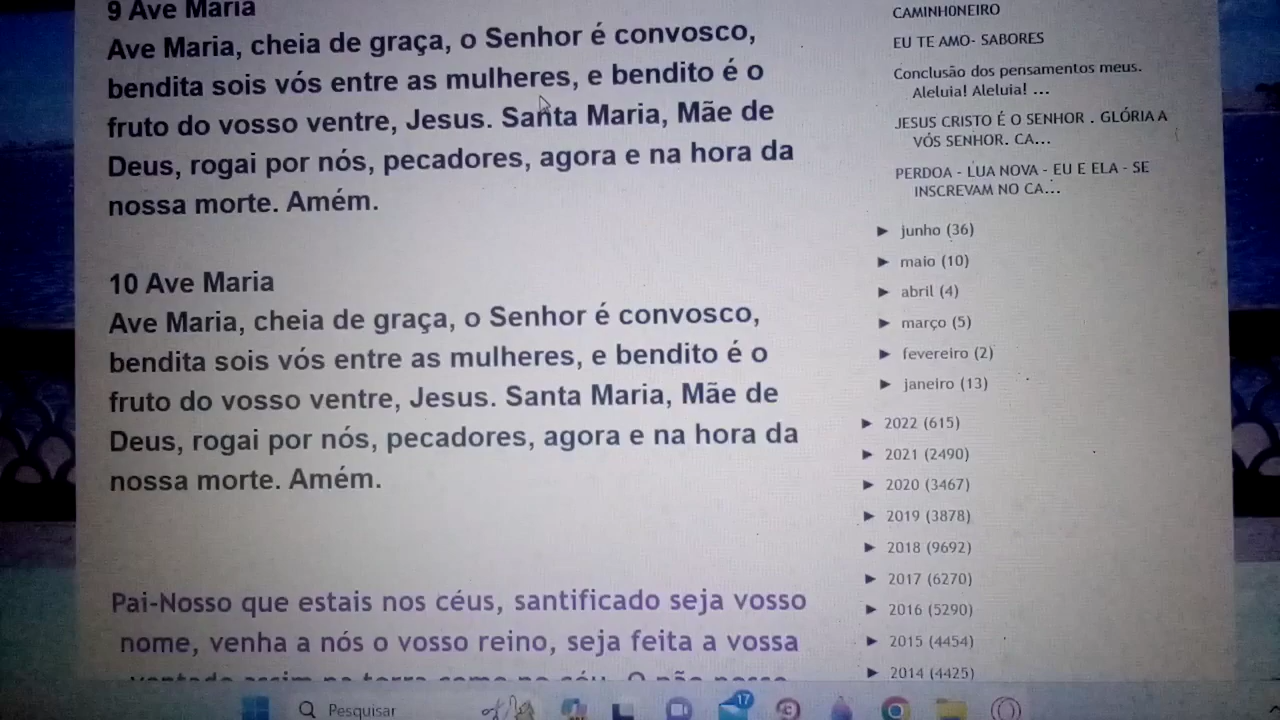 9 Ave Maria
Ave Maria, cheia de graça, o Senhor é convosco,
bendita sois vós entre as mulheres, e bendito é o
fruto do vosso ventre, Jesus. Santa Maria, Mãe de
Deus, rogai por nós, pecadores, agora e na hora da
nossa morte. Amém.
10 Ave Maria
Ave Maria, cheia de graça, o Senhor é convosco,
bendita sois vós entre as mulheres, e bendito é o
fruto do vosso ventre, Jesus. Santa Maria, Mãe de
Deus, rogai por nós, pecadores, agora e na hora da
nossa morte. Amém.
Pai-Nosso que estais nos céus, santificado seja vosso
nome, venha a nós o vosso reino, seja feita a vossa
CAMINHONEIRO
EU TE AMO- SABORES
Conclusão dos pensamentos meus.
Aleluia! Aleluia! ...
JESUS CRISTO É O SENHOR . GLÓRIA A
VÓS SENHOR. CA...
PERDOA - LUA NOVA - EU E ELA - SE
INSCREVAM NO CA...
► junho (36)
► maio (10)
► abril (4)
► março (5)
► fevereiro (2)
► janeiro (13)
► 2022 (615)
► 2021 (2490)
► 2020 (3467)
► 2019 (3878)
► 2018 (9692)
► 2017 (6270)
► 2016 (5290)
► 2015 (4454)
► 2014 (4425)
Pesquisar
17